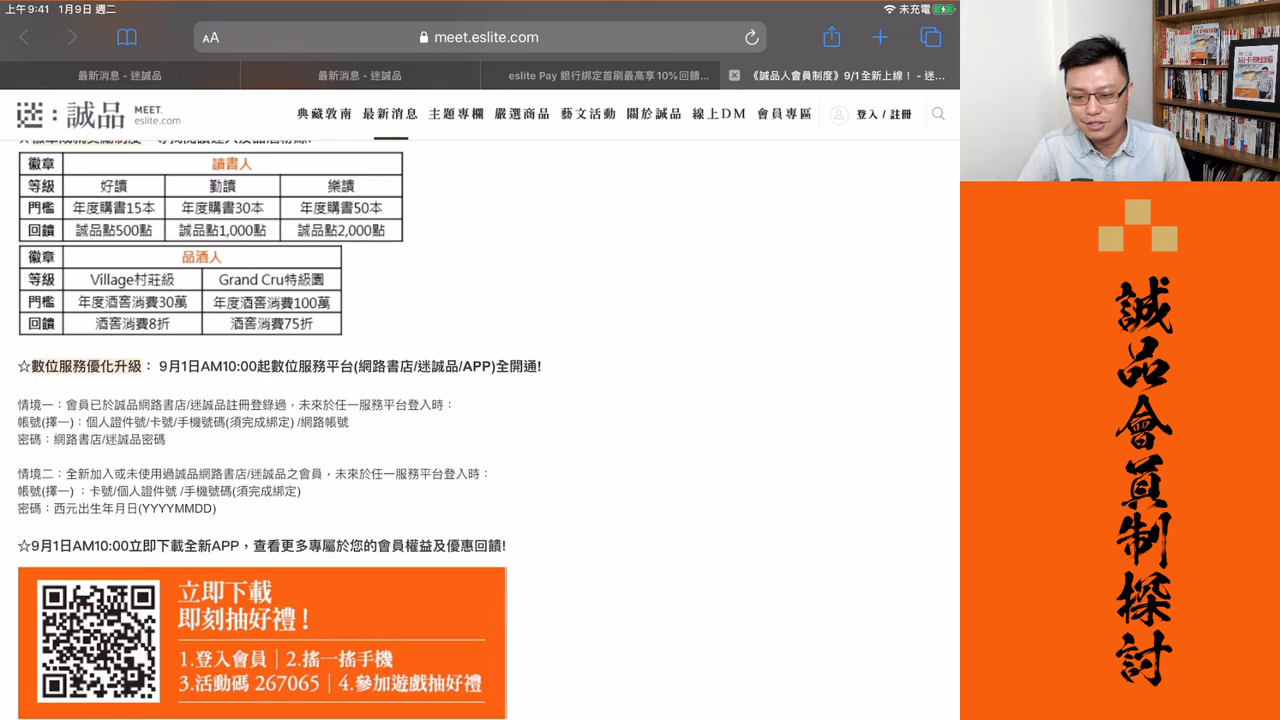 上午9:41 1月9日 週二
未充電
AA
meet.eslite.com
最新消息 - 迷誠品
最新消息 - 迷誠品
eslite Pay 銀行綁定首刷最高享10%回饋...
《誠品人會員制度》9/1全新上線！ - 迷...
迷:誠品 MEET.
eslite.com
典藏敦南 最新消息 主題專欄 嚴選商品 藝文活動 關於誠品 線上DM 會員專區
登入 / 註冊
徽章 讀書人
等級 好讀 勤讀 樂讀
門檻 年度購書15本 年度購書30本 年度購書50本
回饋 誠品點500點 誠品點1,000點 誠品點2,000點
徽章 品酒人
等級 Village村莊級 Grand Cru特級園
門檻 年度酒窖消費30萬 年度酒窖消費100萬
回饋 酒窖消費8折 酒窖消費75折
☆數位服務優化升級： 9月1日AM10:00起數位服務平台(網路書店/迷誠品/APP)全開通!
情境一：會員已於誠品網路書店/迷誠品註冊登錄過，未來於任一服務平台登入時：
帳號(擇一)：個人證件號/卡號/手機號碼(須完成綁定) /網路帳號
密碼：網路書店/迷誠品密碼
情境二：全新加入或未使用過誠品網路書店/迷誠品之會員，未來於任一服務平台登入時：
帳號(擇一) ：卡號/個人證件號 /手機號碼(須完成綁定)
密碼：西元出生年月日(YYYYMMDD)
☆9月1日AM10:00立即下載全新APP，查看更多專屬於您的會員權益及優惠回饋!
立即下載
即刻抽好禮！
1.登入會員｜2.搖一搖手機
3.活動碼 267065｜4.參加遊戲抽好禮
誠品會員制探討